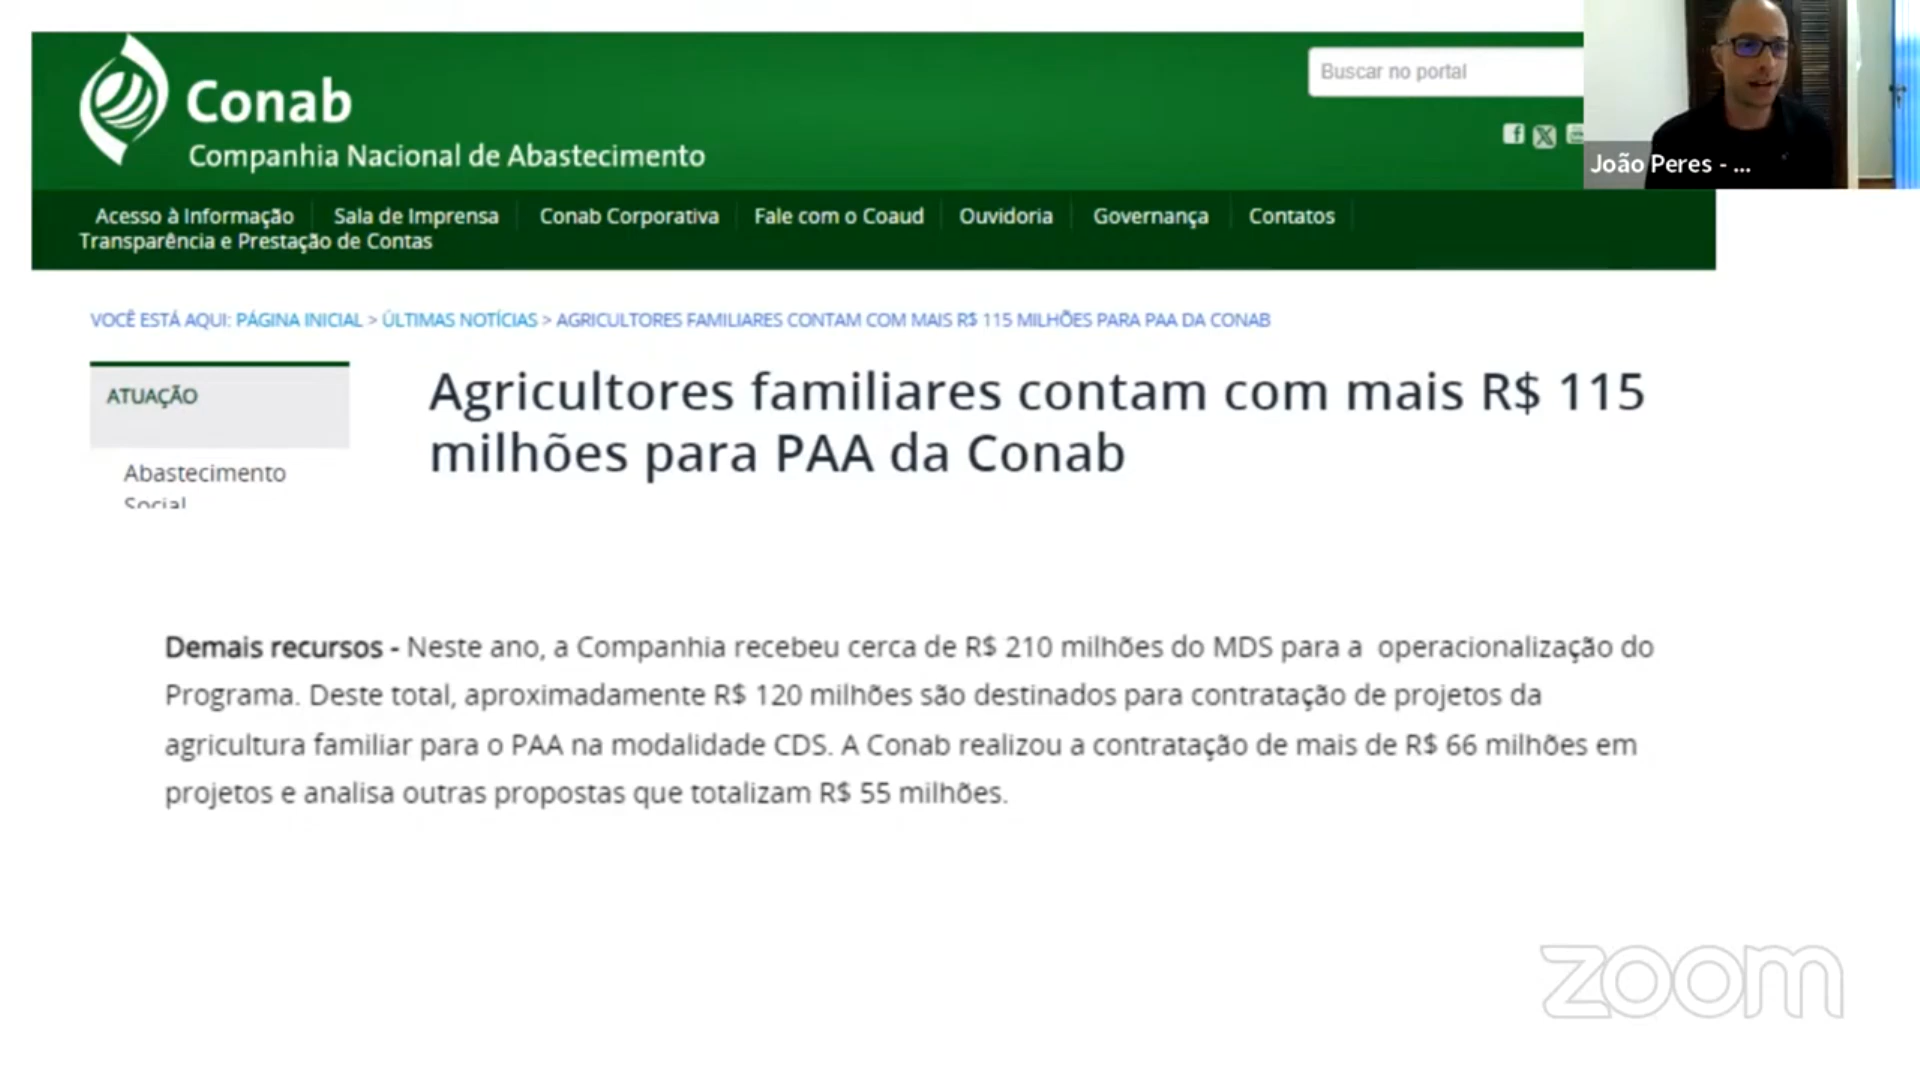 Conab
Companhia Nacional de Abastecimento
Buscar no portal
João Peres - ...
Acesso à Informação
Sala de Imprensa
Conab Corporativa
Fale com o Coaud
Ouvidoria
Governança
Contatos
Transparência e Prestação de Contas
VOCÊ ESTÁ AQUI: PÁGINA INICIAL > ÚLTIMAS NOTÍCIAS > AGRICULTORES FAMILIARES CONTAM COM MAIS R$ 115 MILHÕES PARA PAA DA CONAB
ATUAÇÃO
Abastecimento
Social
Agricultores familiares contam com mais R$ 115
milhões para PAA da Conab
Demais recursos - Neste ano, a Companhia recebeu cerca de R$ 210 milhões do MDS para a operacionalização do
Programa. Deste total, aproximadamente R$ 120 milhões são destinados para contratação de projetos da
agricultura familiar para o PAA na modalidade CDS. A Conab realizou a contratação de mais de R$ 66 milhões em
projetos e analisa outras propostas que totalizam R$ 55 milhões.
zoom